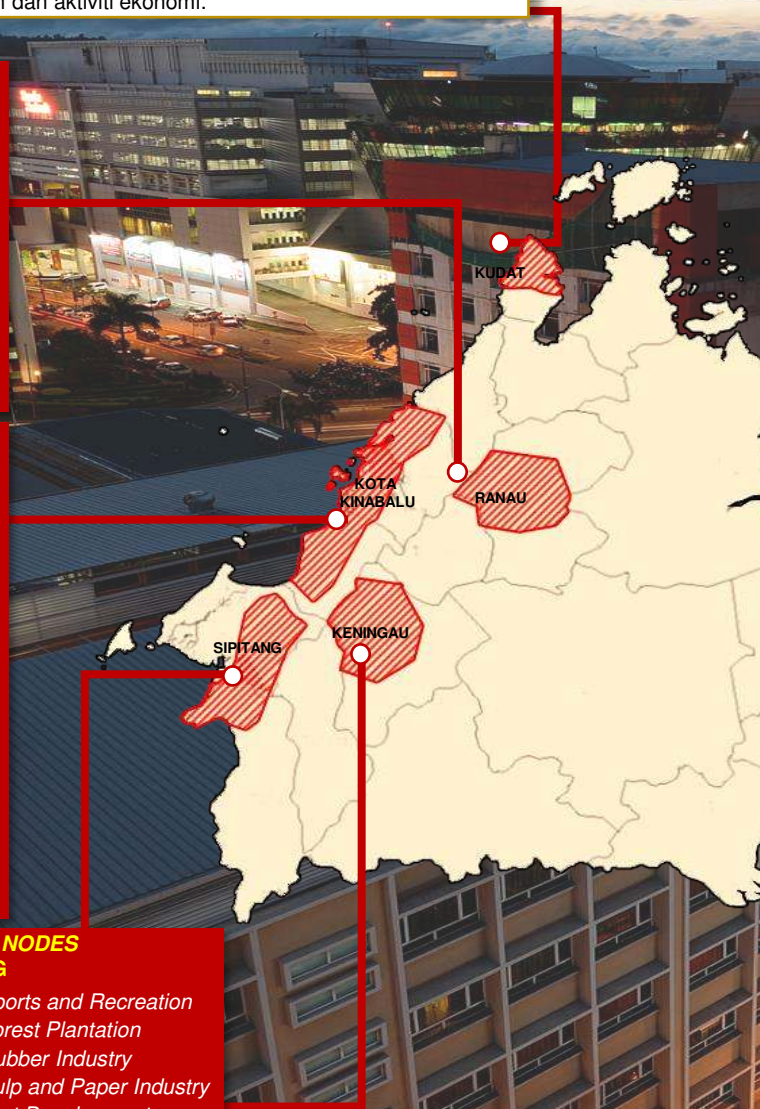 dan aktiviti ekonomi.
KUDAT
KOTA
KINABALU
RANAU
KENINGAU
SIPITANG
NODES
G
ports and Recreation
orest Plantation
ubber Industry
ulp and Paper Industry